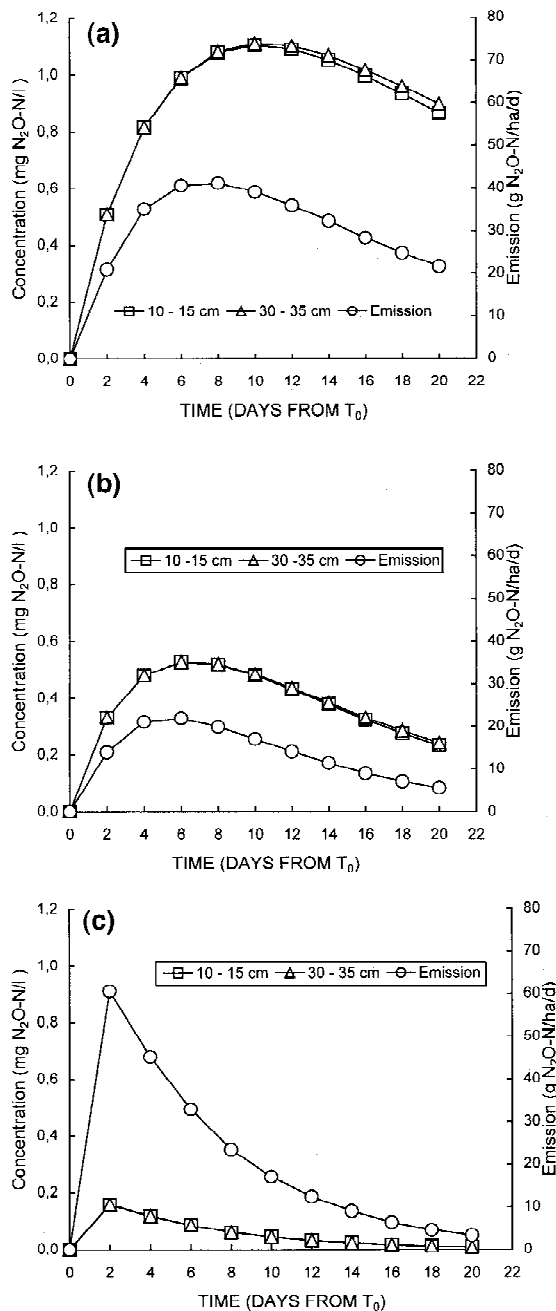 (a)
1,2
1,0
0,8
0,6
0,4
0,2
0,0
Concentration (mg N₂O-N/l )
80
70
60
50
40
30
20
10
0
Emission (g N₂O-N/ha/d)
10 - 15 cm 30 - 35 cm Emission
0 2 4 6 8 10 12 14 16 18 20 22
TIME (DAYS FROM T₀)
(b)
1,2
1,0
0,8
0,6
0,4
0,2
0,0
Concentration (mg N₂O-N/l )
80
70
60
50
40
30
20
10
0
Emission (g N₂O-N/ha/d)
10 -15 cm 30 -35 cm Emission
0 2 4 6 8 10 12 14 16 18 20 22
TIME (DAYS FROM T₀)
(c)
1,2
1,0
0,8
0,6
0,4
0,2
0,0
Concentration (mg N₂O-N/l )
80
70
60
50
40
30
20
10
0
Emission (g N₂O-N/ha/d)
10 - 15 cm 30 - 35 cm Emission
0 2 4 6 8 10 12 14 16 18 20 22
TIME (DAYS FROM T₀)